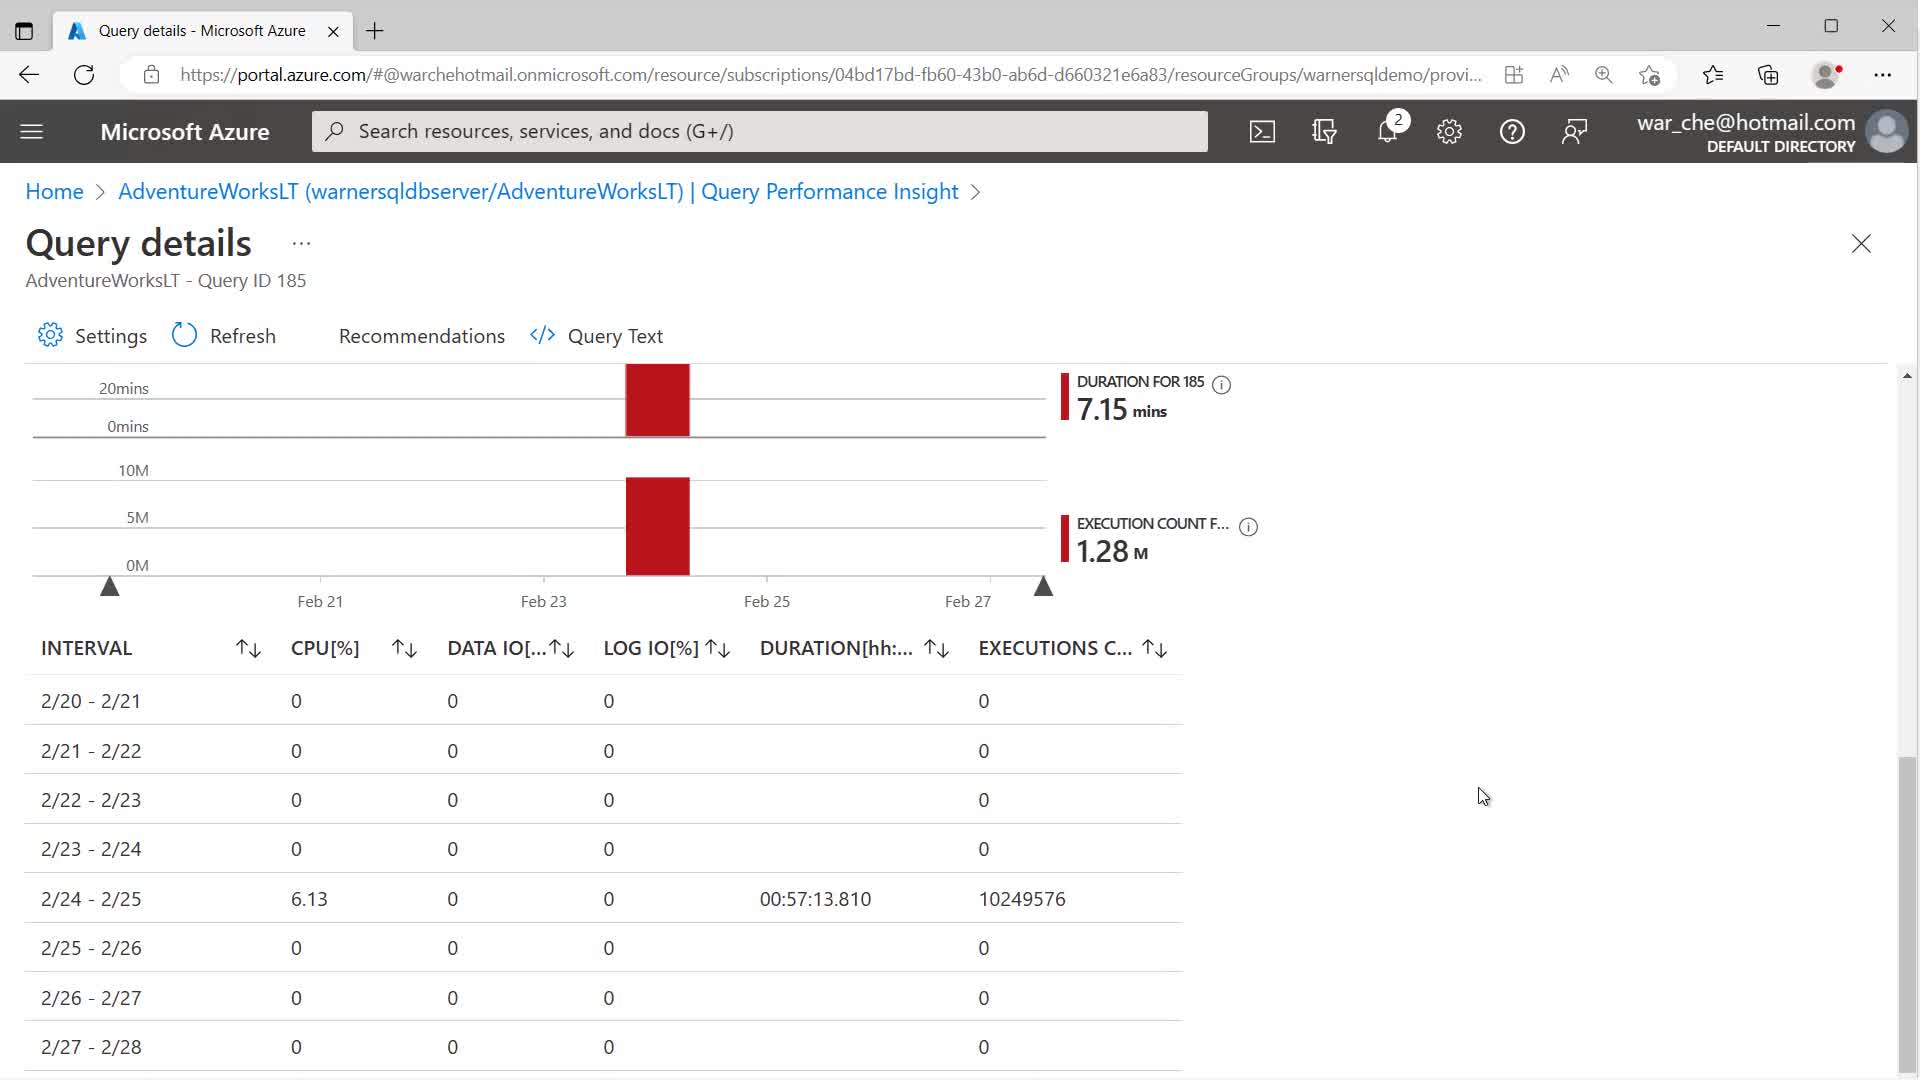 Query details - Microsoft Azure
https://portal.azure.com/#@warchehotmail.onmicrosoft.com/resource/subscriptions/04bd17bd-fb60-43b0-ab6d-d660321e6a83/resourceGroups/warnersqldemo/provi...
Microsoft Azure
Search resources, services, and docs (G+/)
2
war_che@hotmail.com
DEFAULT DIRECTORY
Home > AdventureWorksLT (warnersqldbserver/AdventureWorksLT) | Query Performance Insight >
Query details ...
AdventureWorksLT - Query ID 185
Settings Refresh Recommendations </> Query Text
20mins
0mins
DURATION FOR 185
7.15 mins
10M
5M
0M
EXECUTION COUNT F...
1.28 M
Feb 21 Feb 23 Feb 25 Feb 27
INTERVAL CPU[%] DATA IO[... LOG IO[%] DURATION[hh:... EXECUTIONS C...
2/20 - 2/21 0 0 0 0
2/21 - 2/22 0 0 0 0
2/22 - 2/23 0 0 0 0
2/23 - 2/24 0 0 0 0
2/24 - 2/25 6.13 0 0 00:57:13.810 10249576
2/25 - 2/26 0 0 0 0
2/26 - 2/27 0 0 0 0
2/27 - 2/28 0 0 0 0